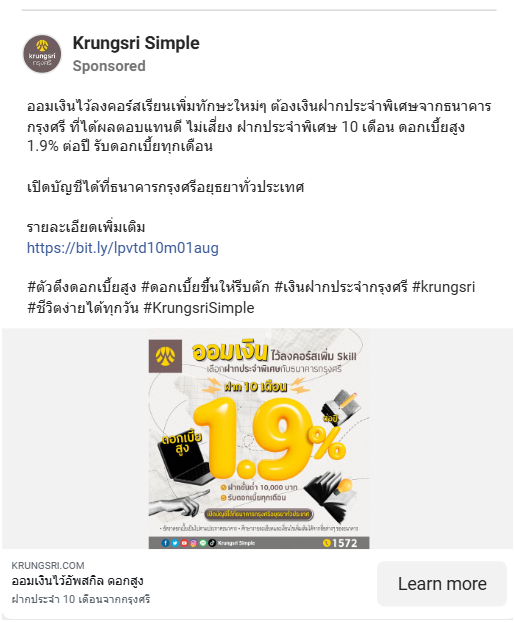 Krungsri Simple
krungsri
กรุงศรี
Sponsored
ออมเงินไว้ลงคอร์สเรียนเพิ่มทักษะใหม่ๆ ต้องเงินฝากประจำพิเศษจากธนาคาร
กรุงศรี ที่ได้ผลตอบแทนดี ไม่เสี่ยง ฝากประจำพิเศษ 10 เดือน ดอกเบี้ยสูง
1.9% ต่อปี รับดอกเบี้ยทุกเดือน
เปิดบัญชีได้ที่ธนาคารกรุงศรีอยุธยาทั่วประเทศ
รายละเอียดเพิ่มเติม
https://bit.ly/lpvtd10m01aug
#ตัวตึงดอกเบี้ยสูง #ดอกเบี้ยขึ้นให้รีบตัก #เงินฝากประจำกรุงศรี #krungsri
#ชีวิตง่ายได้ทุกวัน #KrungsriSimple
ออมเงิน ไว้ลงคอร์สเพิ่ม Skill
เลือกฝากประจำพิเศษกับธนาคารกรุงศรี
ฝาก 10 เดือน
ดอกเบี้ย
สูง
1.9%
ต่อปี
ฝากขั้นต่ำ 10,000 บาท
รับดอกเบี้ยทุกเดือน
เปิดบัญชีได้ที่ธนาคารกรุงศรีอยุธยาทั่วประเทศ
Krungsri Simple
1572
KRUNGSRI.COM
ออมเงินไว้อัพสกิล ดอกสูง
ฝากประจำ 10 เดือนจากกรุงศรี
Learn more